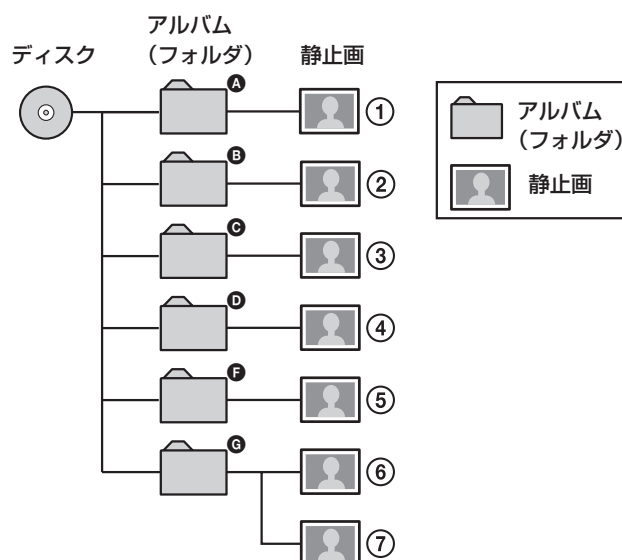 アルバム
ディスク （フォルダ） 静止画
A ①
B ②
C ③
D ④
F ⑤
G ⑥
⑦
アルバム
（フォルダ）
静止画